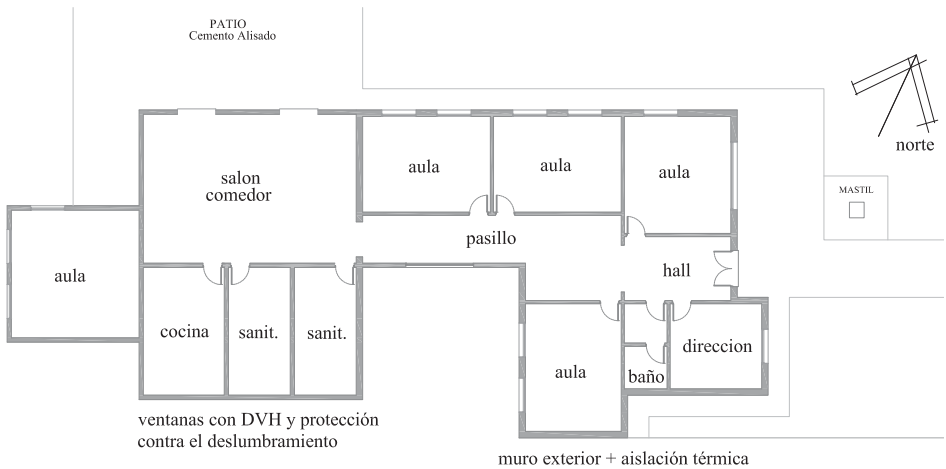 PATIO
Cemento Alisado
norte
MASTIL
salon
comedor
aula
aula
aula
pasillo
hall
aula
cocina
sanit.
sanit.
aula
baño
direccion
ventanas con DVH y protección
contra el deslumbramiento
muro exterior + aislación térmica